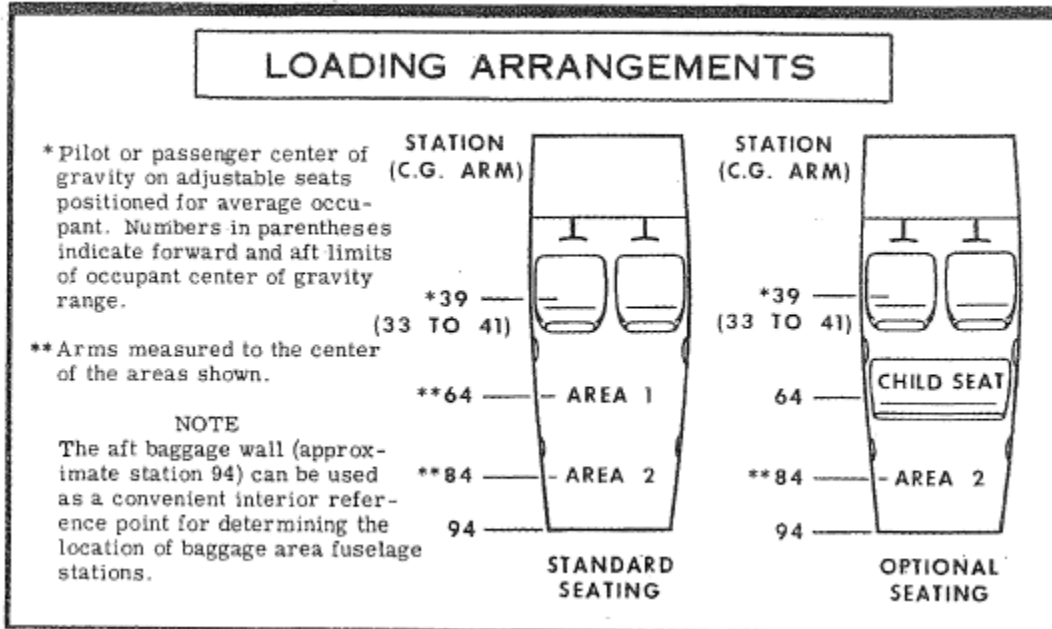 LOADING ARRANGEMENTS
*Pilot or passenger center of
gravity on adjustable seats
positioned for average occu-
pant. Numbers in parentheses
indicate forward and aft limits
of occupant center of gravity
range.
**Arms measured to the center
of the areas shown.
NOTE
The aft baggage wall (approx-
imate station 94) can be used
as a convenient interior refer-
ence point for determining the
location of baggage area fuselage
stations.
STATION
(C.G. ARM)
*39
(33 TO 41)
**64
AREA 1
**84
AREA 2
94
STANDARD
SEATING
STATION
(C.G. ARM)
*39
(33 TO 41)
64
CHILD SEAT
**84
AREA 2
94
OPTIONAL
SEATING